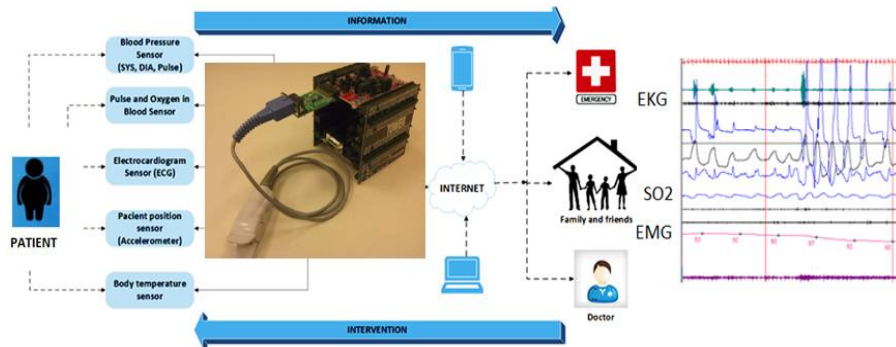 INFORMATION
Blood Pressure
Sensor
(SYS, DIA, Pulse)
Pulse and Oxygen in
Blood Sensor
Electrocardiogram
Sensor (ECG)
Pacient position
sensor
(Accelerometer)
Body temperature
sensor
PATIENT
INTERNET
EMERGENCY
Family and friends
Doctor
INTERVENTION
EKG
SO2
EMG